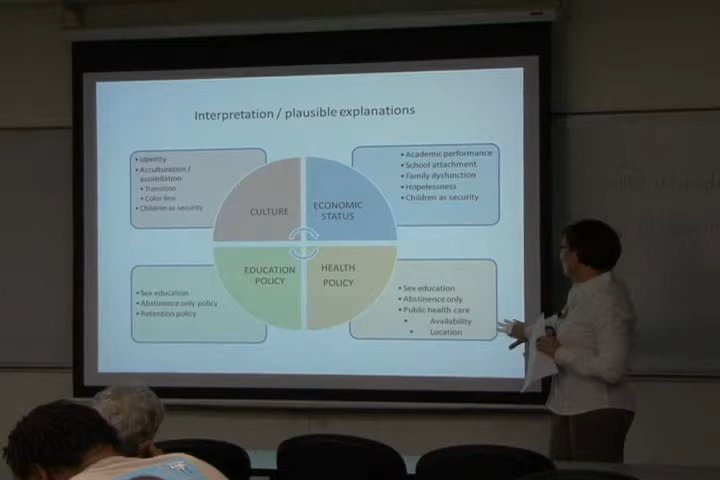 Interpretation / plausible explanations
• Identity
• Acculturation /
assimilation
• Transition
• Color line
• Children as security
• Academic performance
• School attachment
• Family dysfunction
• Hopelessness
• Children as security
CULTURE
ECONOMIC
STATUS
EDUCATION
POLICY
HEALTH
POLICY
• Sex education
• Abstinence only policy
• Retention policy
• Sex education
• Abstinence only
• Public health care
• Availability
• Location